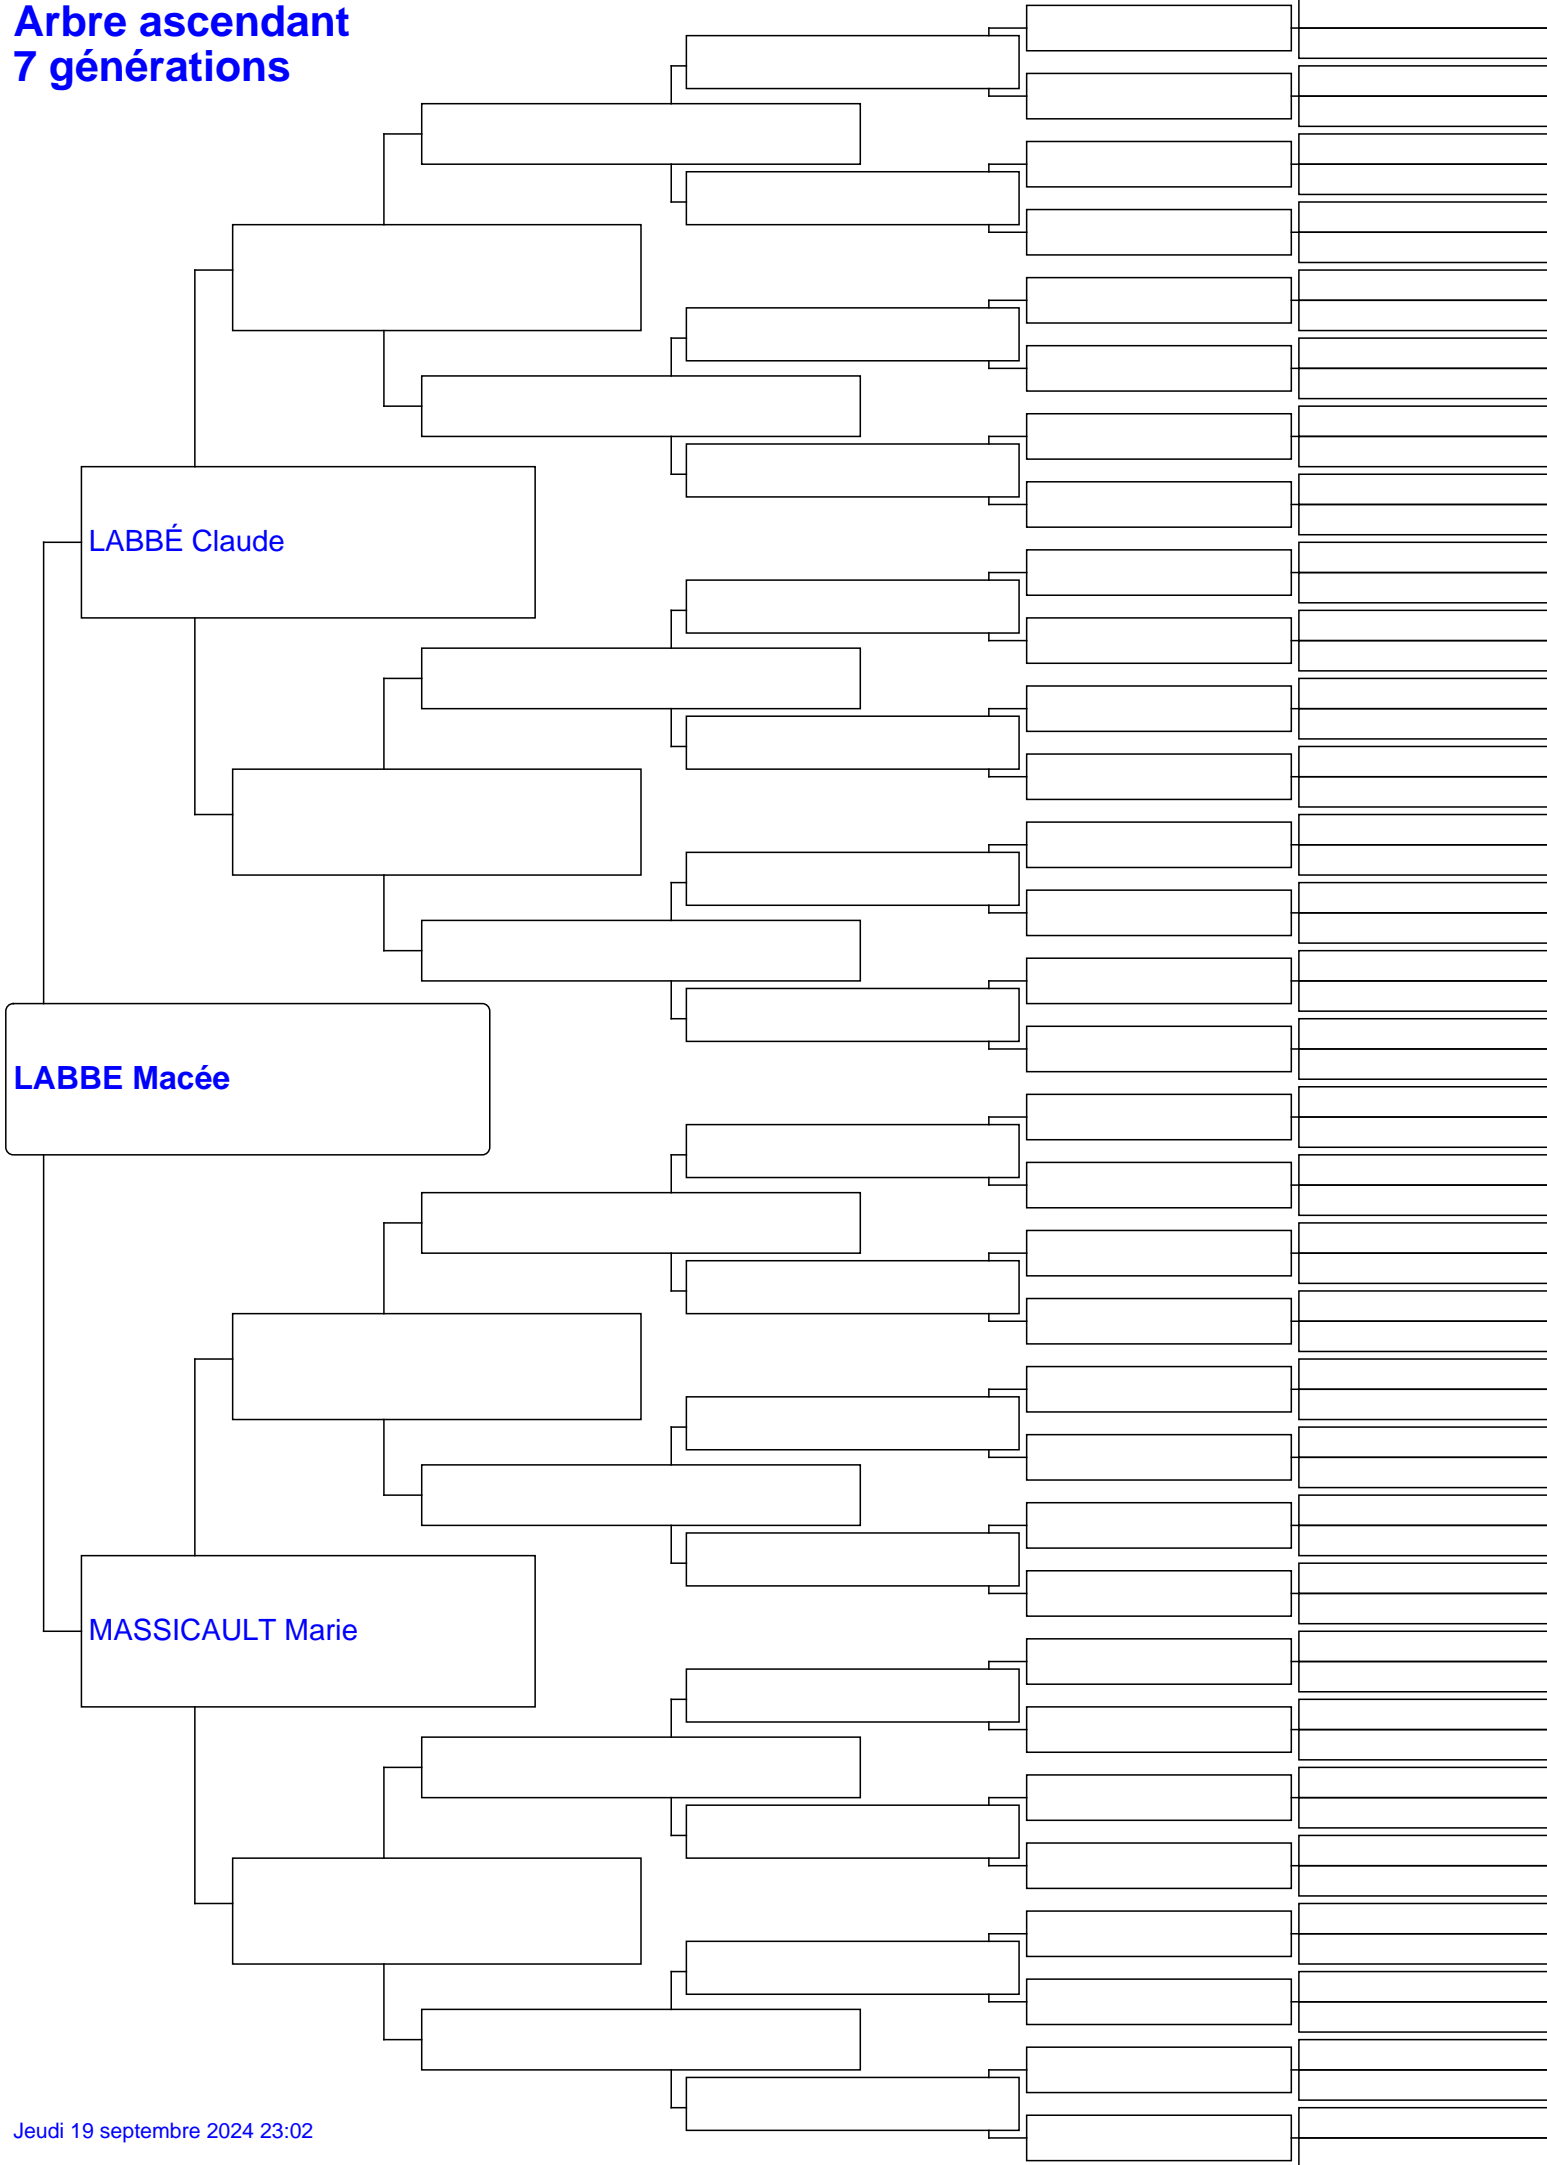 Arbre ascendant
7 générations
LABBÉ Claude
LABBE Macée
MASSICAULT Marie
Jeudi 19 septembre 2024 23:02